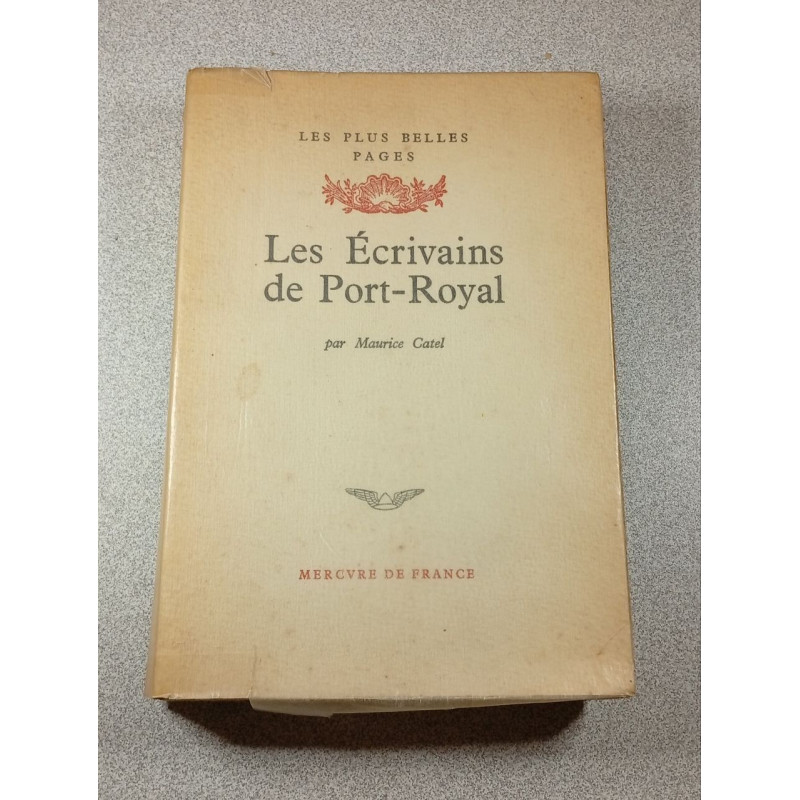 LES PLUS BELLES
PAGES
Les Écrivains
de Port-Royal
par Maurice Catel
MERCVRE DE FRANCE